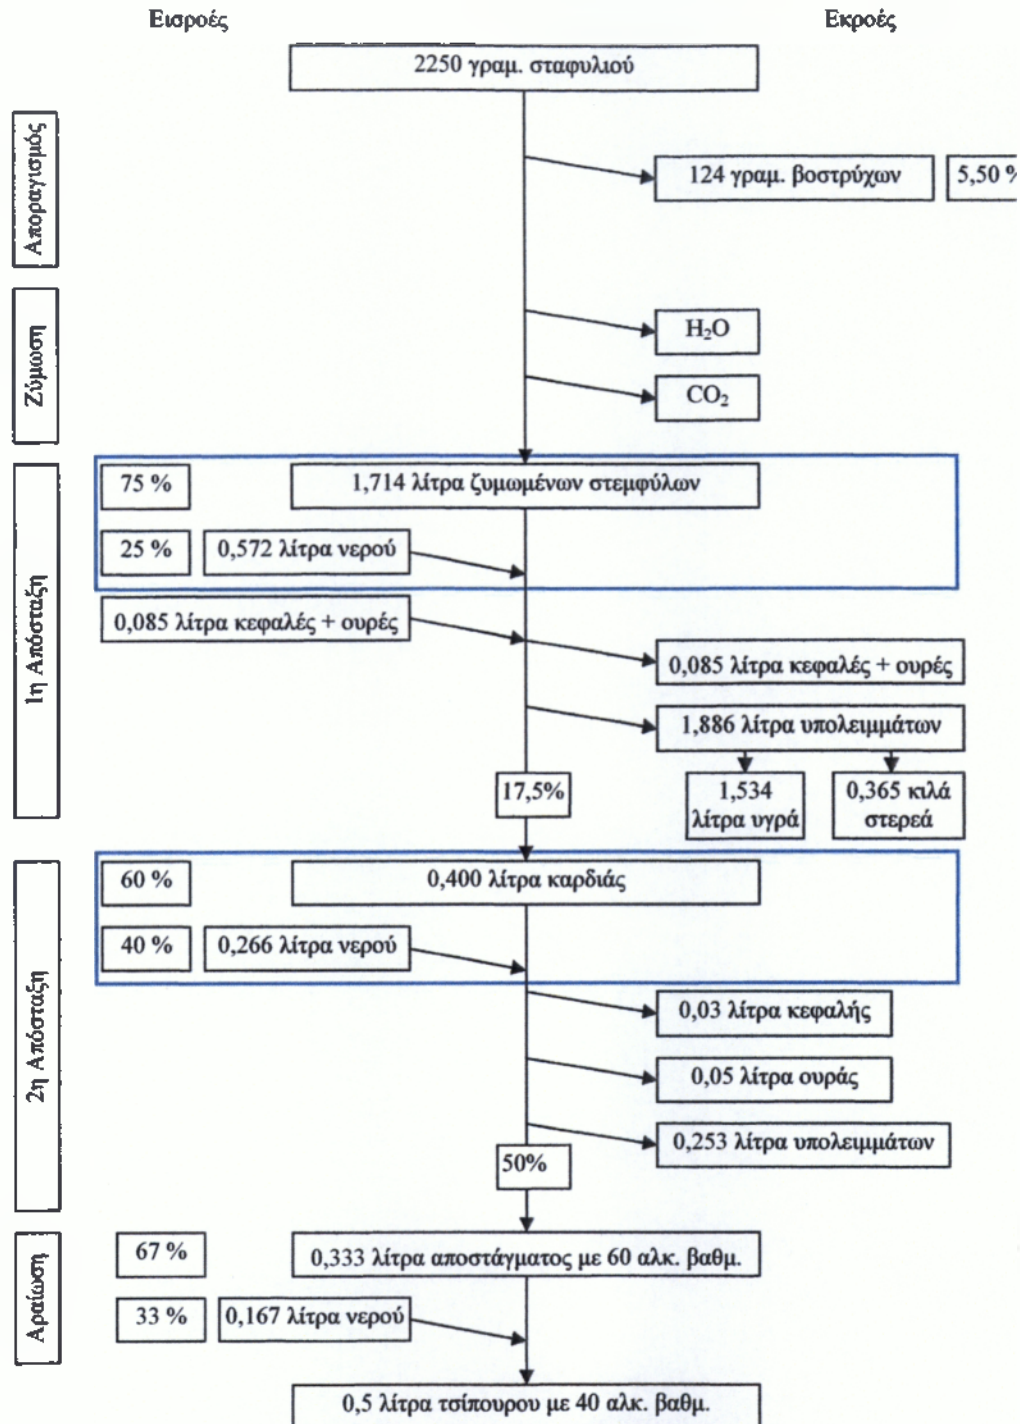 Εισροές
Εκροές
2250 γραμ. σταφυλιού
Αποραγισμός
124 γραμ. βοστρύχων
5,50 %
Ζύμωση
H₂O
CO₂
1η Απόσταξη
75 %
1,714 λίτρα ζυμωμένων στεμφύλων
25 %
0,572 λίτρα νερού
0,085 λίτρα κεφαλές + ουρές
0,085 λίτρα κεφαλές + ουρές
1,886 λίτρα υπολειμμάτων
17,5%
1,534
λίτρα υγρά
0,365 κιλά
στερεά
2η Απόσταξη
60 %
0,400 λίτρα καρδιάς
40 %
0,266 λίτρα νερού
0,03 λίτρα κεφαλής
0,05 λίτρα ουράς
0,253 λίτρα υπολειμμάτων
50%
Αραίωση
67 %
0,333 λίτρα αποστάγματος με 60 αλκ. βαθμ.
33 %
0,167 λίτρα νερού
0,5 λίτρα τσίπουρου με 40 αλκ. βαθμ.